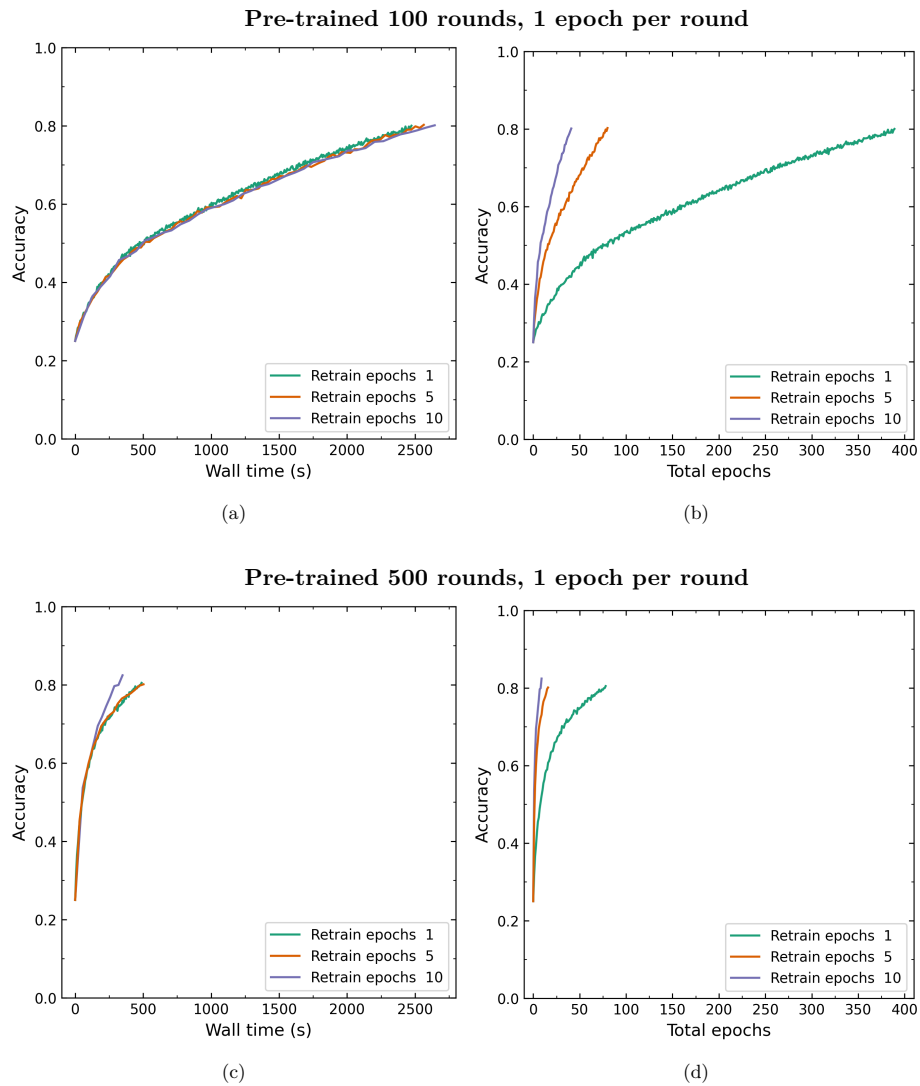 Pre-trained 100 rounds, 1 epoch per round
1.0
0.8
0.6
0.4
0.2
0.0
Accuracy
0 500 1000 1500 2000 2500
Wall time (s)
Retrain epochs 1
Retrain epochs 5
Retrain epochs 10
(a)
1.0
0.8
0.6
0.4
0.2
0.0
Accuracy
0 50 100 150 200 250 300 350 400
Total epochs
Retrain epochs 1
Retrain epochs 5
Retrain epochs 10
(b)
Pre-trained 500 rounds, 1 epoch per round
1.0
0.8
0.6
0.4
0.2
0.0
Accuracy
0 500 1000 1500 2000 2500
Wall time (s)
Retrain epochs 1
Retrain epochs 5
Retrain epochs 10
(c)
1.0
0.8
0.6
0.4
0.2
0.0
Accuracy
0 50 100 150 200 250 300 350 400
Total epochs
Retrain epochs 1
Retrain epochs 5
Retrain epochs 10
(d)